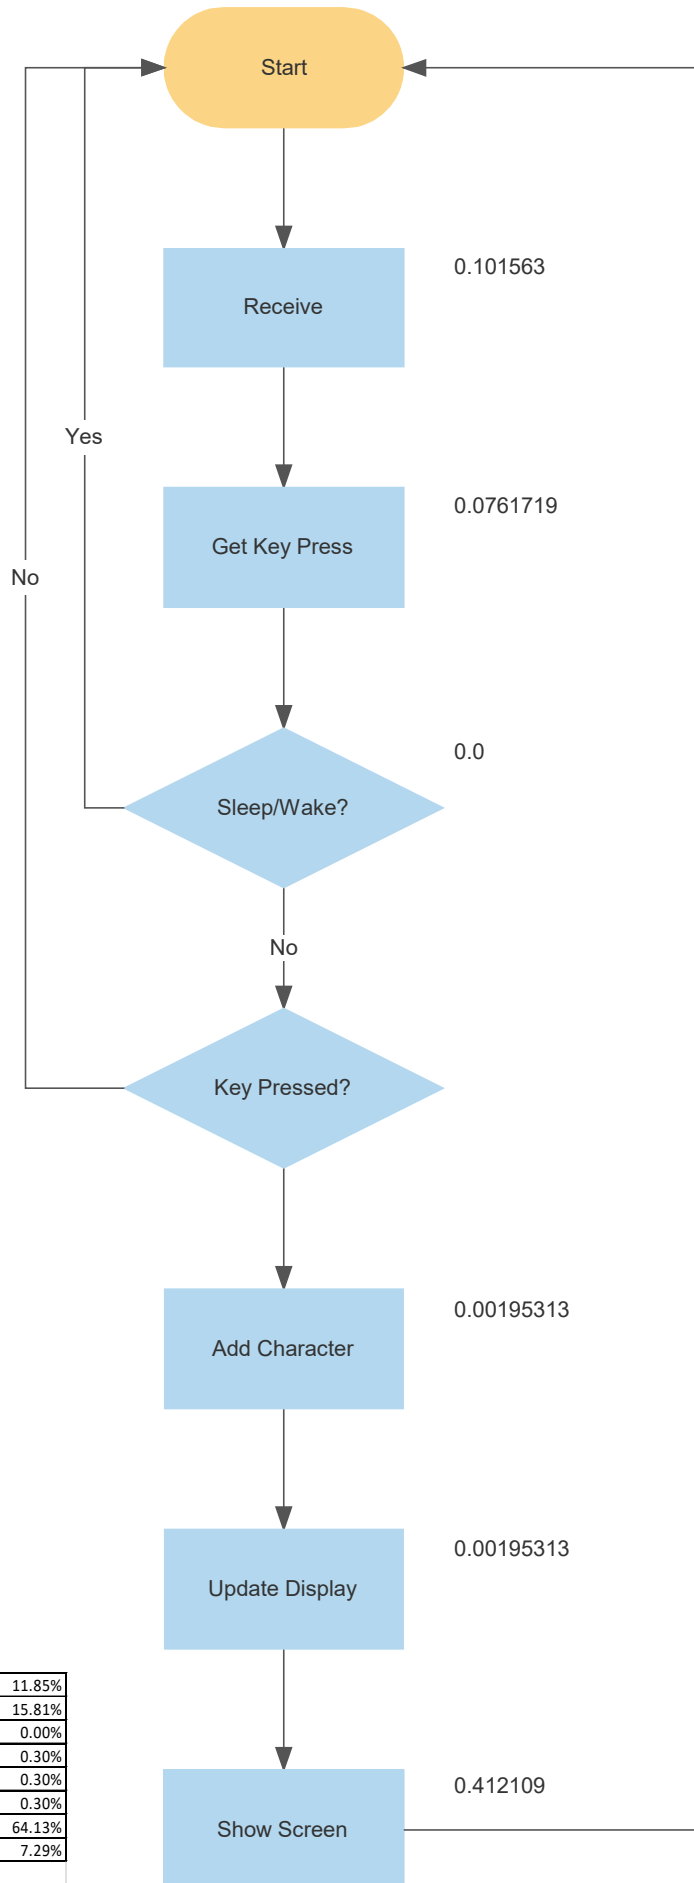 Start
Receive
0.101563
Yes
Get Key Press
0.0761719
No
Sleep/Wake?
0.0
No
Key Pressed?
Add Character
0.00195313
Update Display
0.00195313
11.85%
15.81%
0.00%
0.30%
0.30%
0.30%
64.13%
7.29%
Show Screen
0.412109